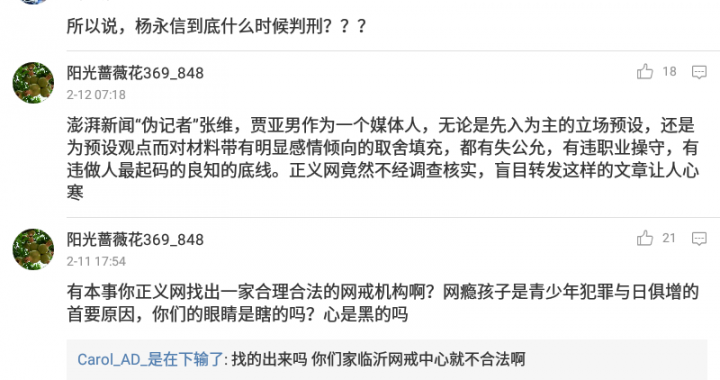 所以说，杨永信到底什么时候判刑？？？
阳光蔷薇花369_848
18
2-12 07:18
澎湃新闻“伪记者”张维，贾亚男作为一个媒体人，无论是先入为主的立场预设，还是
为预设观点而对材料带有明显感情倾向的取舍填充，都有失公允，有违职业操守，有
违做人最起码的良知的底线。正义网竟然不经调查核实，盲目转发这样的文章让人心
寒
阳光蔷薇花369_848
21
2-11 17:54
有本事你正义网找出一家合理合法的网戒机构啊？网瘾孩子是青少年犯罪与日俱增的
首要原因，你们的眼睛是瞎的吗？心是黑的吗
Carol_AD_是在下输了: 找的出来吗 你们家临沂网戒中心就不合法啊